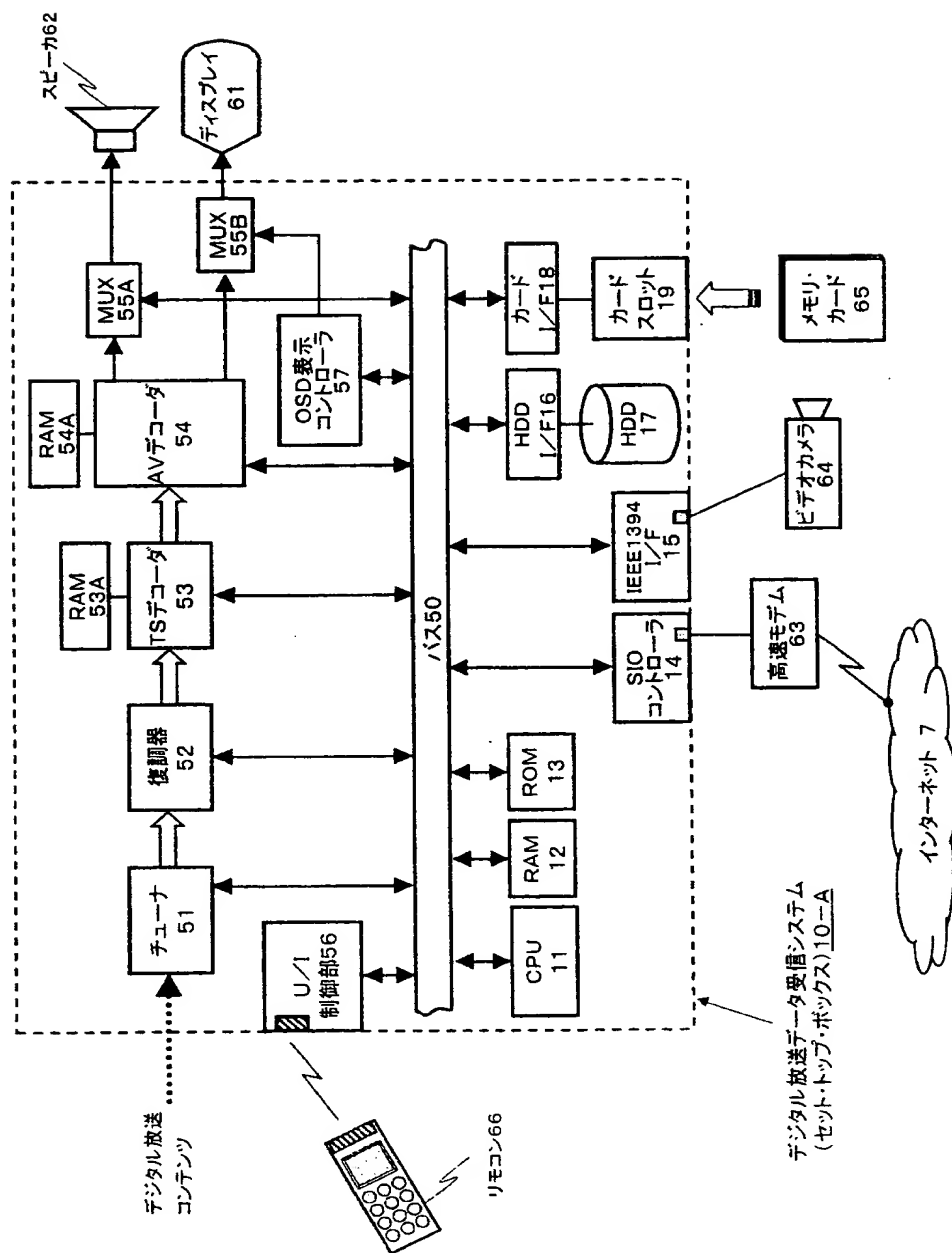 デジタル放送
コンテンツ
チューナ
51
復調器
52
RAM
53A
TSデコーダ
53
RAM
54A
AVデコーダ
54
MUX
55A
スピーカ62
MUX
55B
ディスプレイ
61
OSD表示
コントローラ
57
U/I
制御部56
リモコン66
バス50
CPU
11
RAM
12
ROM
13
SIO
コントローラ
14
IEEE1394
I/F
15
HDD
I/F16
HDD
17
カード
I/F18
カード
スロット
19
高速モデム
63
ビデオカメラ
64
メモリ・
カード
65
インターネット 7
デジタル放送データ受信システム
(セット・トップ・ボックス)10-A